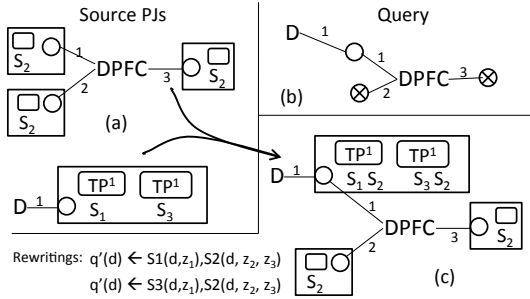 Source PJs
S₂
1
DPFC
3
S₂
2
S₂
(a)
D
1
TP¹
TP¹
S₁
S₃
Query
D
1
1
DPFC
3
2
(b)
TP¹
TP¹
D
1
S₁ S₂
S₃ S₂
1
DPFC
3
S₂
2
S₂
(c)
Rewritings: q'(d) ← S1(d,z₁),S2(d, z₂, z₃)
q'(d) ← S3(d,z₁),S2(d, z₂, z₃)